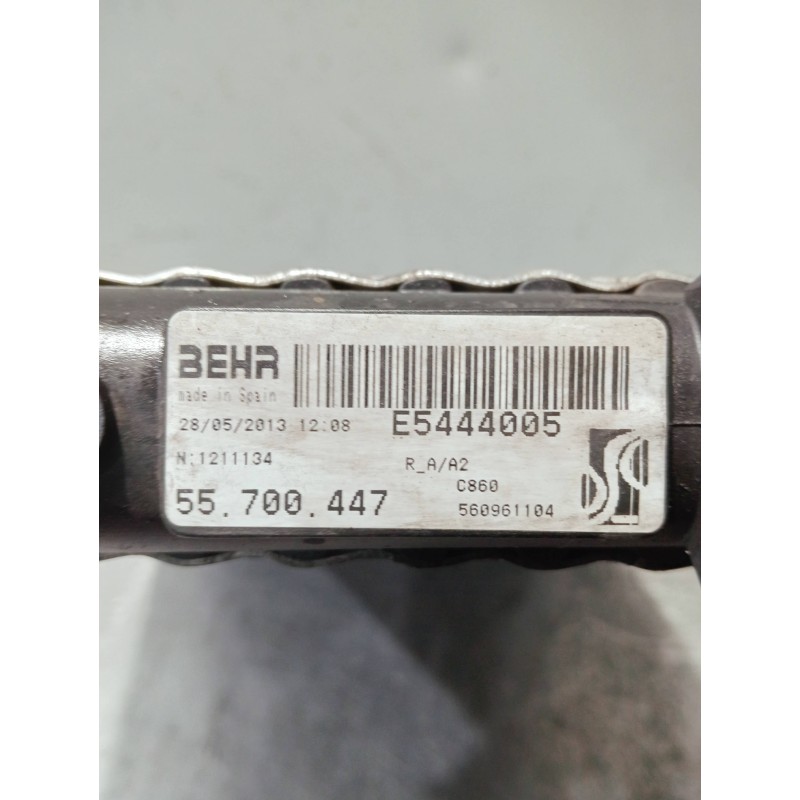 BEHR
made in Spain
28/05/2013 12:08 E5444005
N:1211134 R_A/A2
C860
55.700.447 560961104